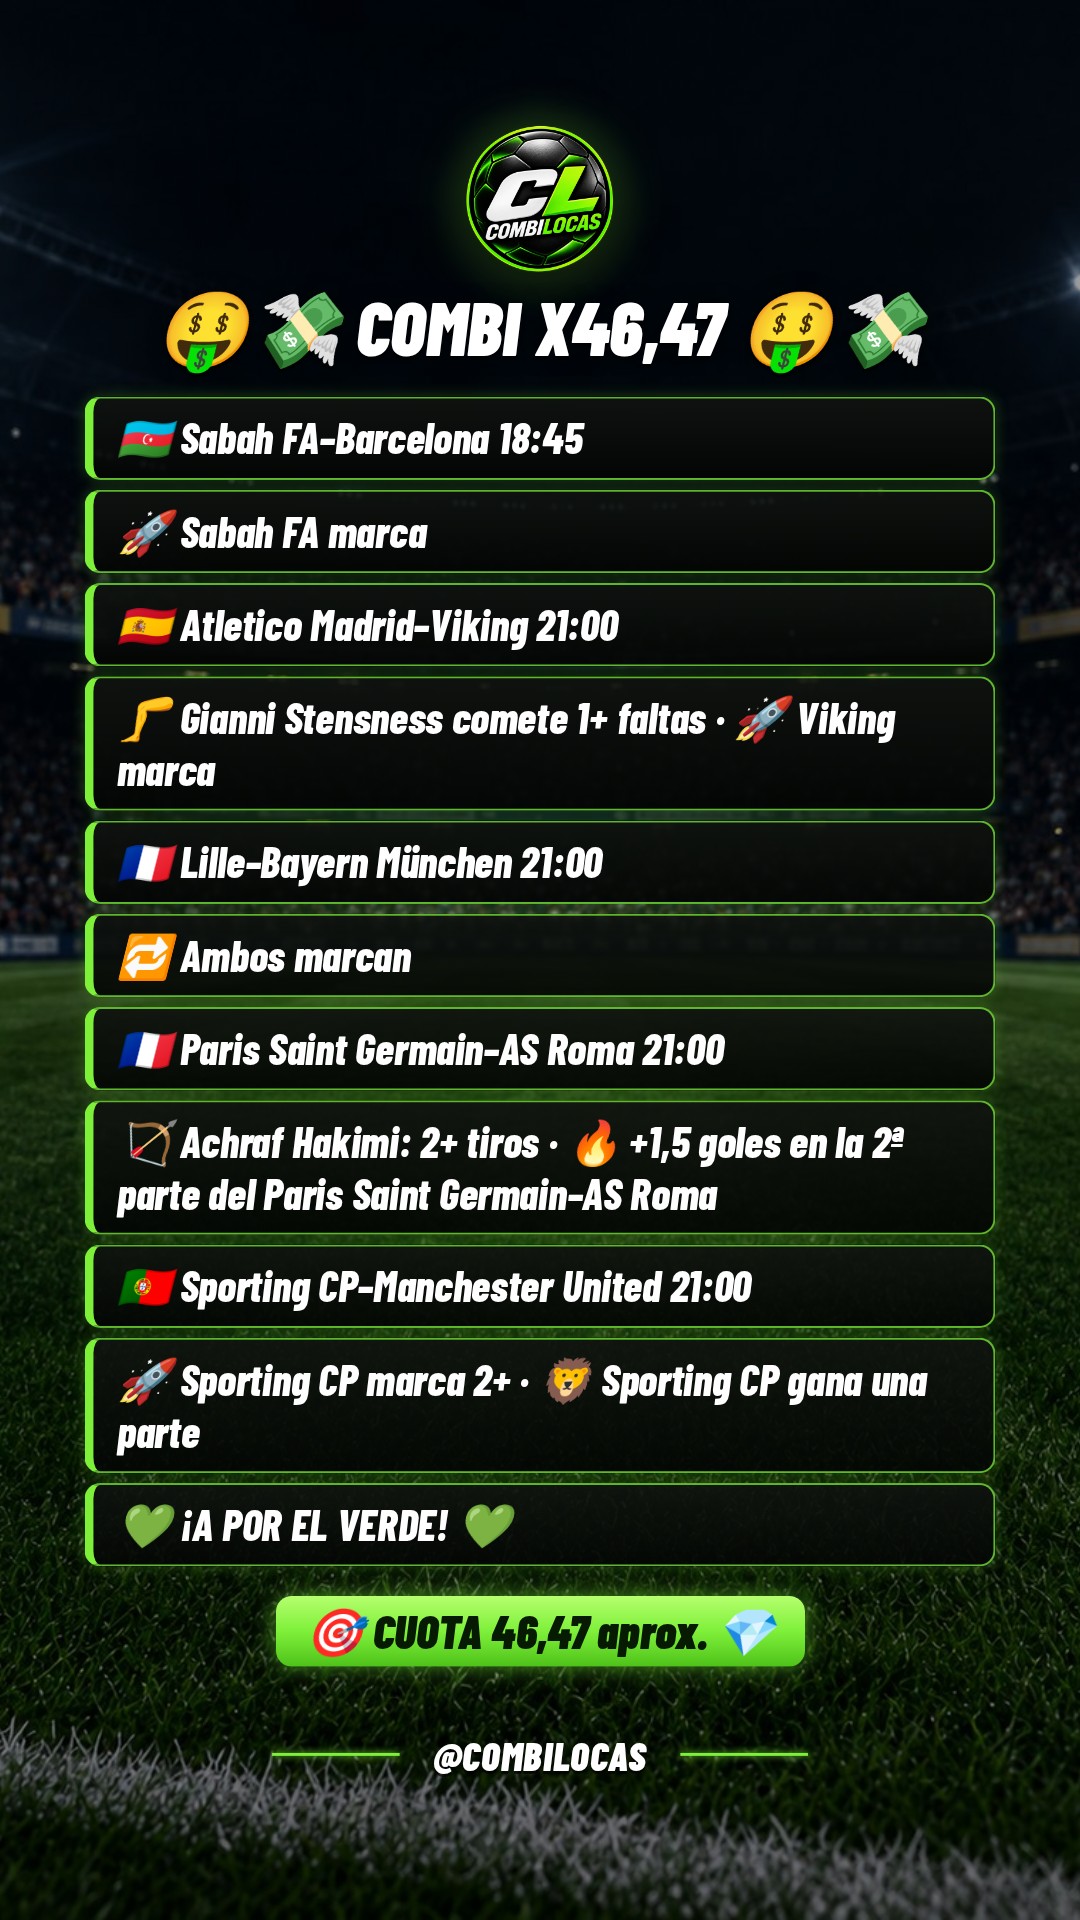 CL
COMBILOCAS
🤑💸 COMBI X46,47 🤑💸
🇦🇿 Sabah FA–Barcelona 18:45
🚀 Sabah FA marca
🇪🇸 Atletico Madrid–Viking 21:00
🦵 Gianni Stensness comete 1+ faltas · 🚀 Viking
marca
🇫🇷 Lille–Bayern München 21:00
🔁 Ambos marcan
🇫🇷 Paris Saint Germain–AS Roma 21:00
🏹 Achraf Hakimi: 2+ tiros · 🔥 +1,5 goles en la 2ª
parte del Paris Saint Germain–AS Roma
🇵🇹 Sporting CP–Manchester United 21:00
🚀 Sporting CP marca 2+ · 🦁 Sporting CP gana una
parte
💚 ¡A POR EL VERDE! 💚
🎯 CUOTA 46,47 aprox. 💎
@COMBILOCAS